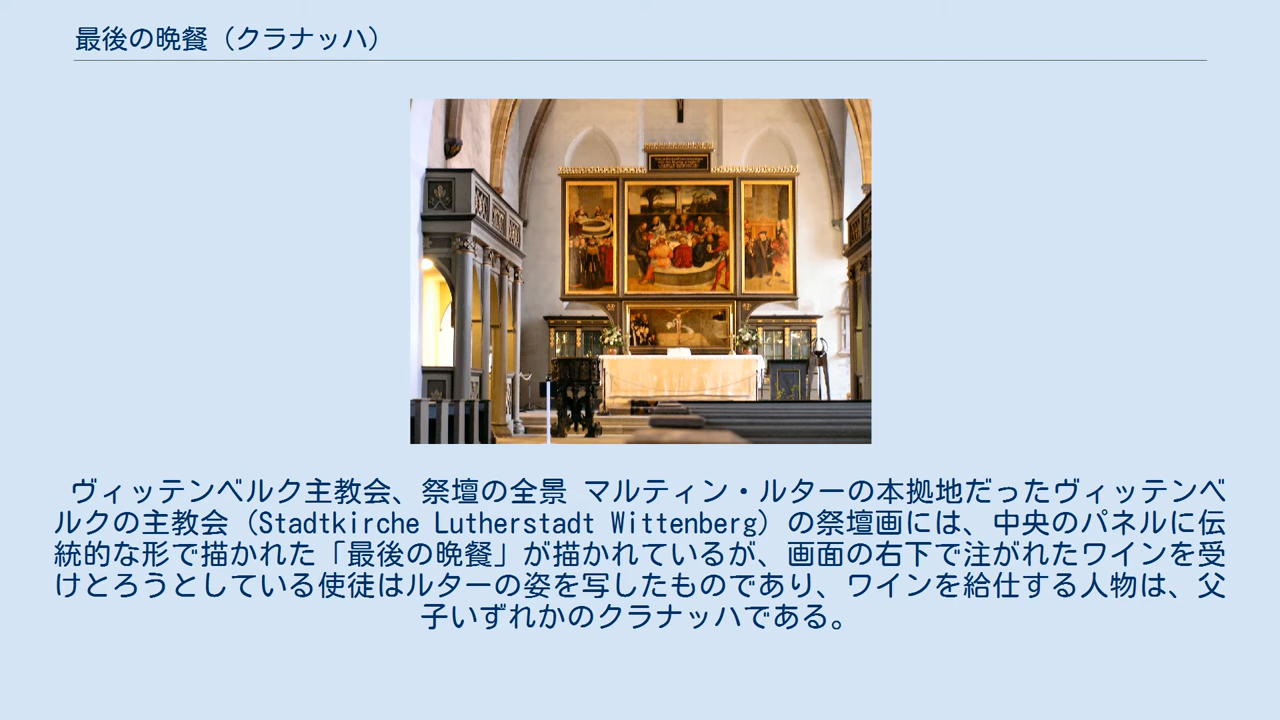 最後の晩餐（クラナッハ）
ヴィッテンベルク主教会、祭壇の全景 マルティン・ルターの本拠地だったヴィッテンベ
ルクの主教会（Stadtkirche Lutherstadt Wittenberg）の祭壇画には、中央のパネルに伝
統的な形で描かれた「最後の晩餐」が描かれているが、画面の右下で注がれたワインを受
けとろうとしている使徒はルターの姿を写したものであり、ワインを給仕する人物は、父
子いずれかのクラナッハである。